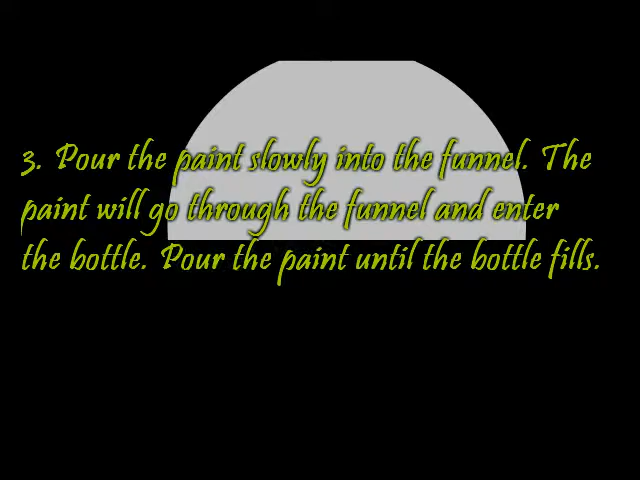 3. Pour the paint slowly into the funnel. The
paint will go through the funnel and enter
the bottle. Pour the paint until the bottle fills.